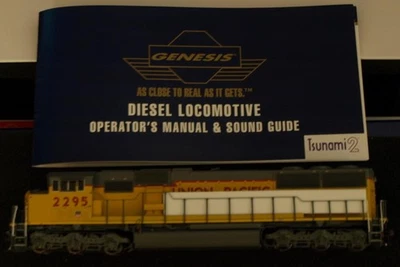 GENESIS
AS CLOSE TO REAL AS IT GETS.™
DIESEL LOCOMOTIVE
OPERATOR'S MANUAL & SOUND GUIDE
Tsunami2
UNION PACIFIC
2295